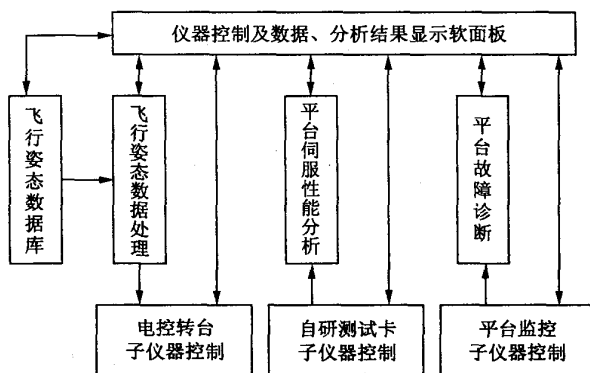 仪器控制及数据、分析结果显示软面板
飞行姿态数据库
飞行姿态数据处理
平台伺服性能分析
平台故障诊断
电控转台
子仪器控制
自研测试卡
子仪器控制
平台监控
子仪器控制